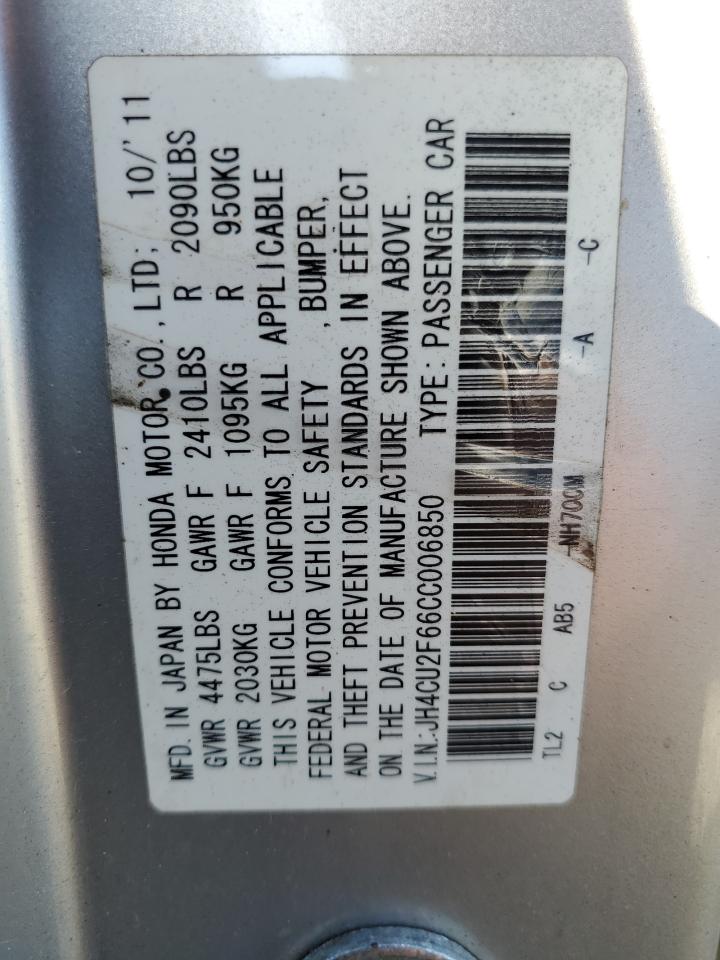 MFD. IN JAPAN BY HONDA MOTOR CO., LTD; 10/'11
GVWR 4475LBS GAWR F 2410LBS R 2090LBS
GVWR 2030KG GAWR F 1095KG R 950KG
THIS VEHICLE CONFORMS TO ALL APPLICABLE
FEDERAL MOTOR VEHICLE SAFETY ,BUMPER,
AND THEFT PREVENTION STANDARDS IN EFFECT
ON THE DATE OF MANUFACTURE SHOWN ABOVE.
V.I.N.:JH4CU2F66CC006850 TYPE: PASSENGER CAR
TL2 C AB5 -NH700M -A -C